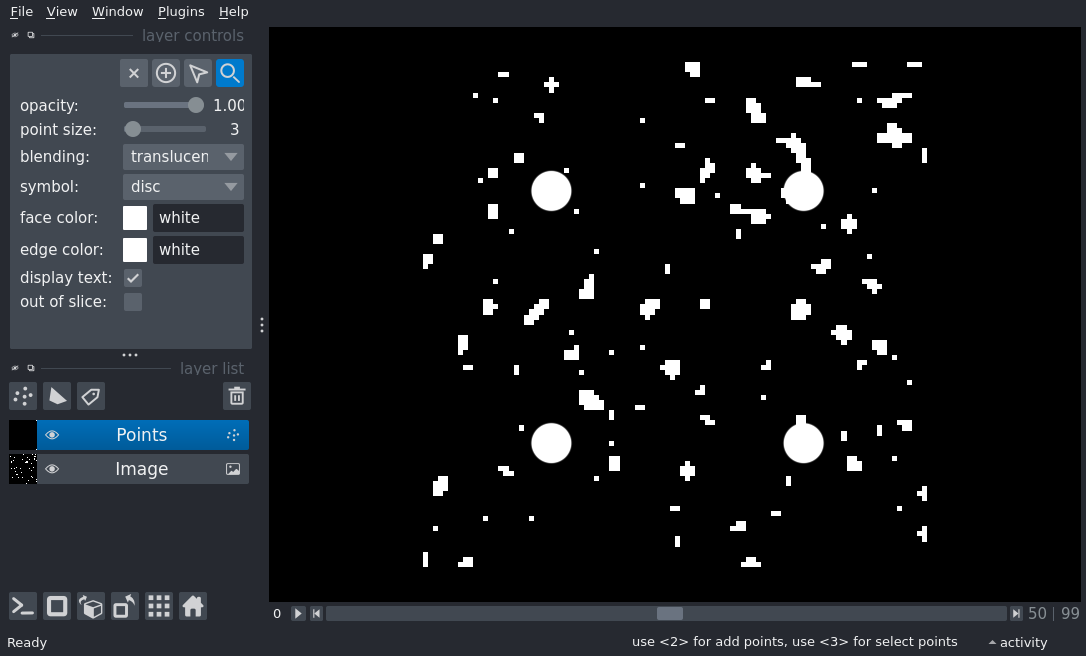 File View Window Plugins Help
layer controls
opacity: 1.00
point size: 3
blending: translucen
symbol: disc
face color: white
edge color: white
display text:
out of slice:
layer list
Points
Image
0 50 | 99
Ready use <2> for add points, use <3> for select points activity